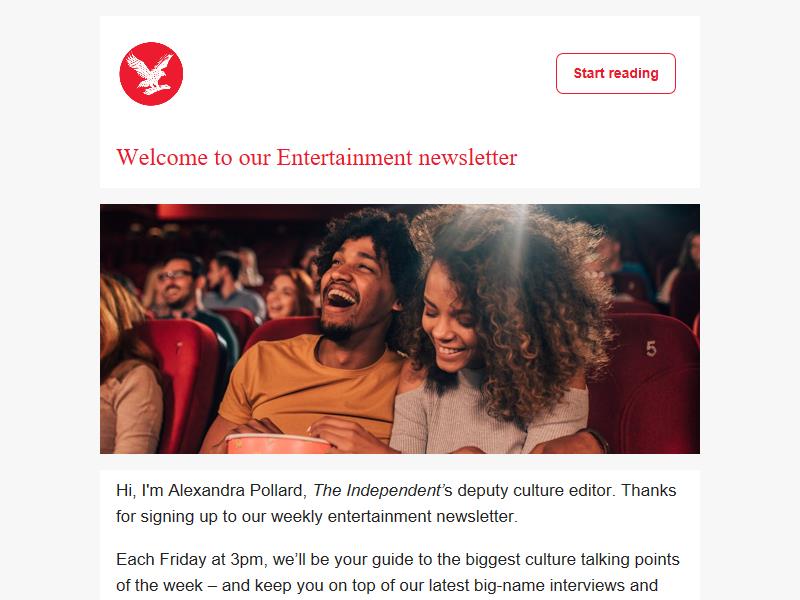 Start reading
Welcome to our Entertainment newsletter
5
Hi, I'm Alexandra Pollard, The Independent’s deputy culture editor. Thanks
for signing up to our weekly entertainment newsletter.
Each Friday at 3pm, we’ll be your guide to the biggest culture talking points
of the week – and keep you on top of our latest big-name interviews and